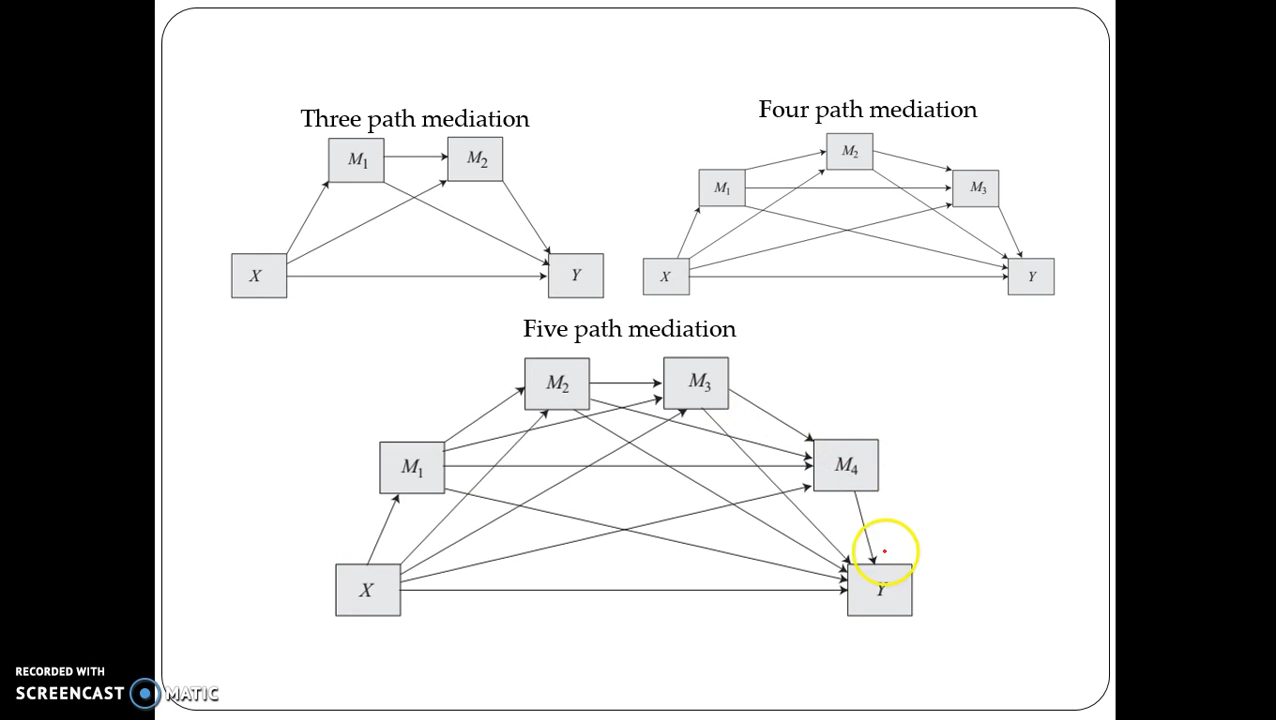 Three path mediation
M1
M2
X
Y
Four path mediation
M2
M1
M3
X
Y
Five path mediation
M2
M3
M1
M4
X
Y
RECORDED WITH
SCREENCAST MATIC